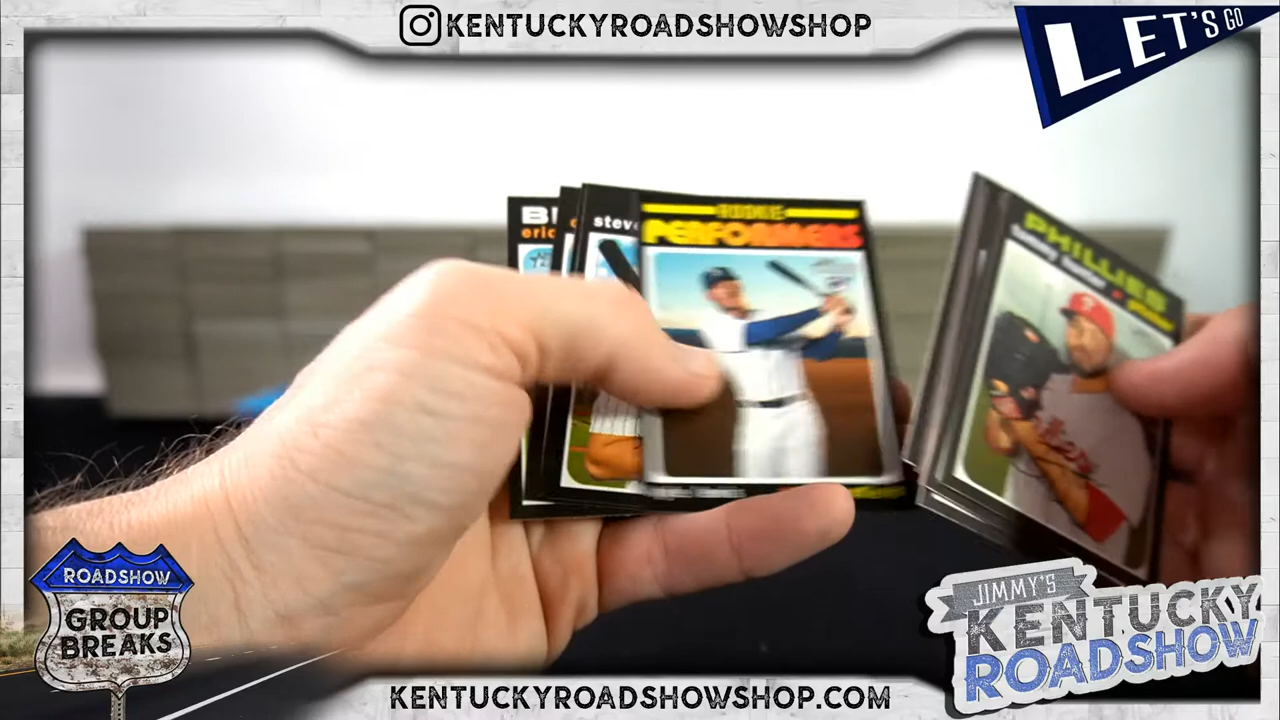 KENTUCKYROADSHOWSHOP
LET'S GO
B
eric
steve
ROOKIE
PERFORMERS
PHILLIES
ROADSHOW
GROUP
BREAKS
JIMMY'S
KENTUCKY
ROADSHOW
KENTUCKYROADSHOWSHOP.COM